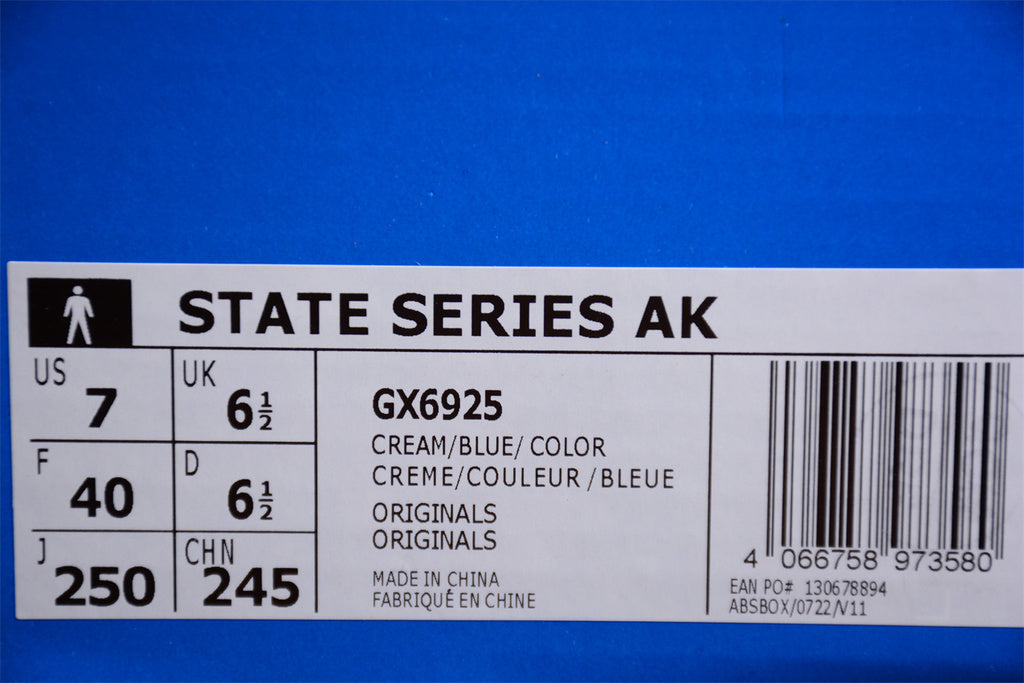 STATE SERIES AK
US 7
UK 6½
F 40
D 6½
J 250
CHN 245
GX6925
CREAM/BLUE/ COLOR
CREME/COULEUR /BLEUE
ORIGINALS
ORIGINALS
MADE IN CHINA
FABRIQUÉ EN CHINE
4 066758 973580
EAN PO# 130678894
ABSBOX/0722/V11